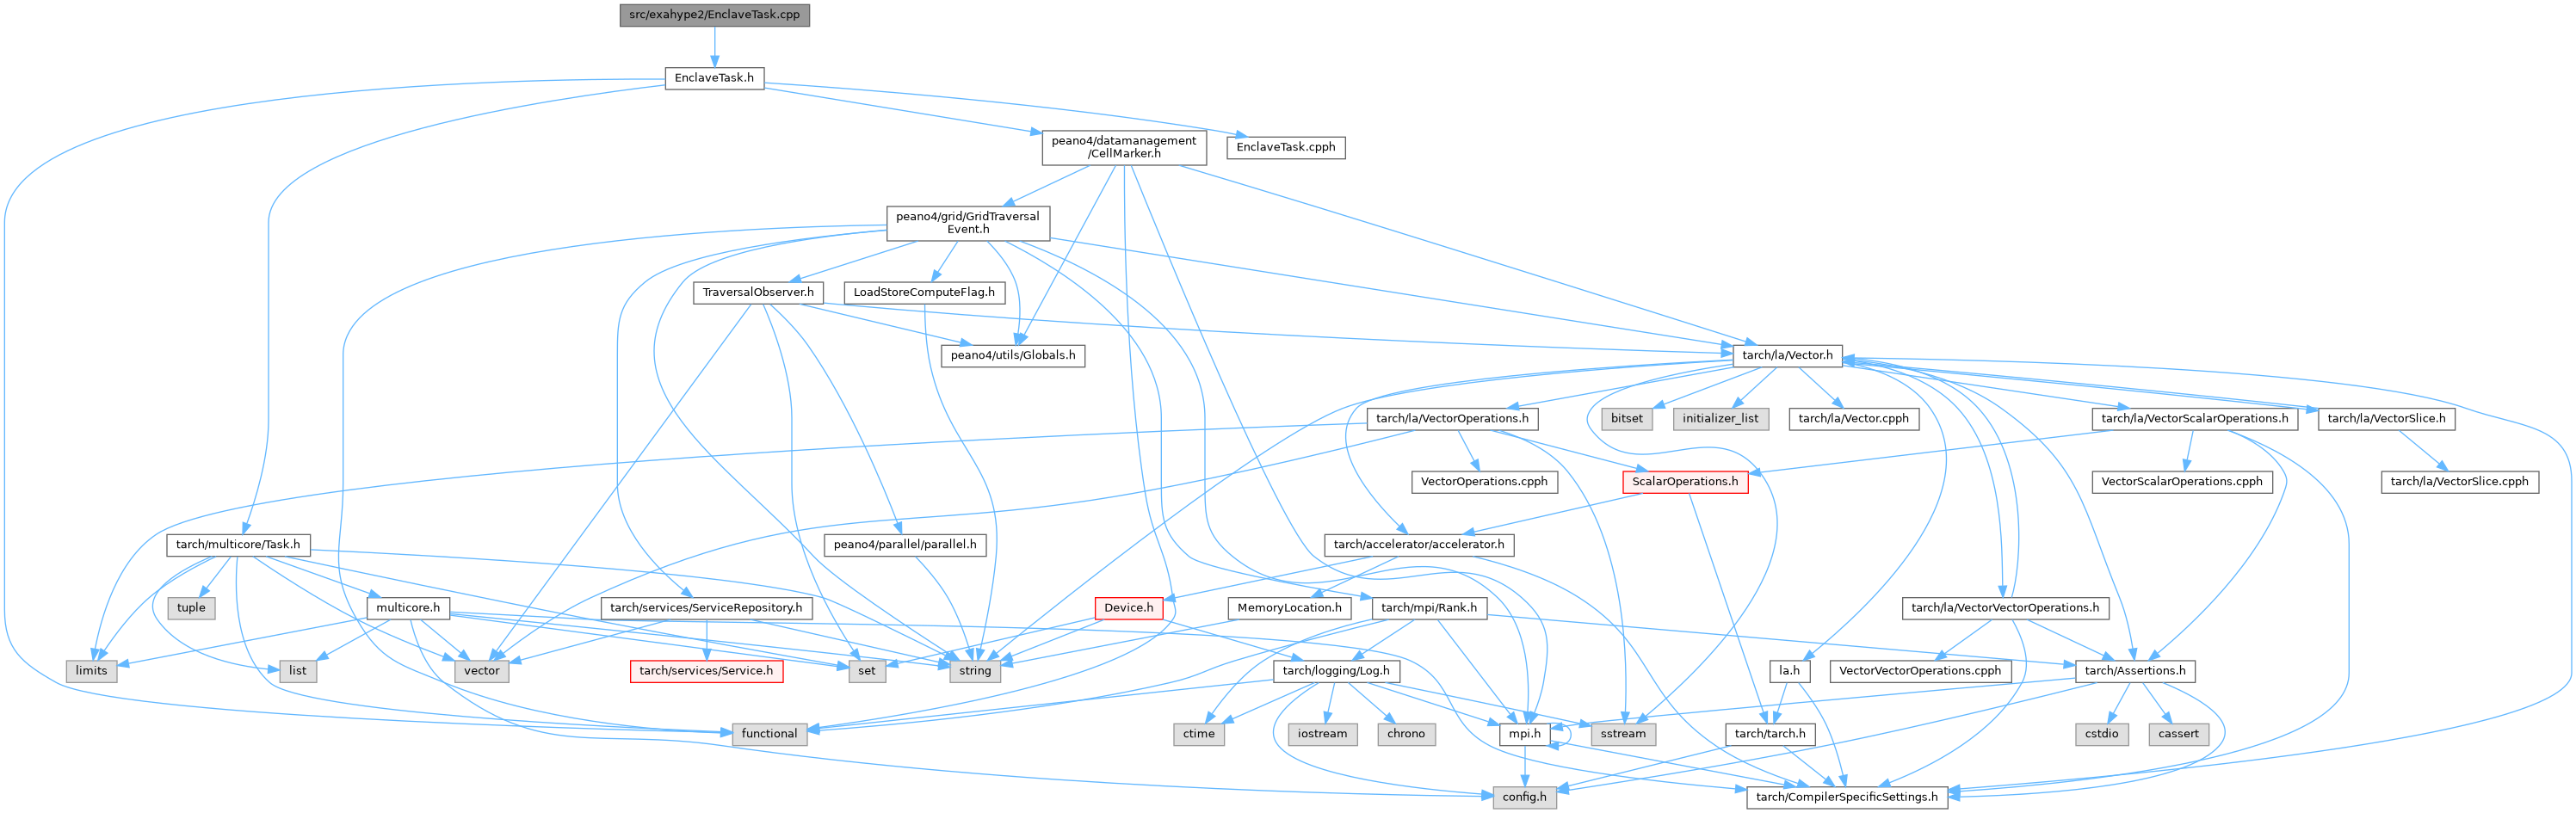 src/exahype2/EnclaveTask.cpp
EnclaveTask.h
peano4/datamanagement
/CellMarker.h
EnclaveTask.cpph
peano4/grid/GridTraversal
Event.h
TraversalObserver.h
LoadStoreComputeFlag.h
peano4/utils/Globals.h
tarch/la/Vector.h
tarch/la/VectorOperations.h
bitset
initializer_list
tarch/la/Vector.cpph
tarch/la/VectorScalarOperations.h
tarch/la/VectorSlice.h
VectorOperations.cpph
ScalarOperations.h
VectorScalarOperations.cpph
tarch/la/VectorSlice.cpph
tarch/multicore/Task.h
peano4/parallel/parallel.h
tarch/accelerator/accelerator.h
tuple
multicore.h
tarch/services/ServiceRepository.h
Device.h
MemoryLocation.h
tarch/mpi/Rank.h
tarch/la/VectorVectorOperations.h
limits
list
vector
tarch/services/Service.h
set
string
tarch/logging/Log.h
la.h
VectorVectorOperations.cpph
tarch/Assertions.h
functional
ctime
iostream
chrono
mpi.h
sstream
tarch/tarch.h
cstdio
cassert
config.h
tarch/CompilerSpecificSettings.h